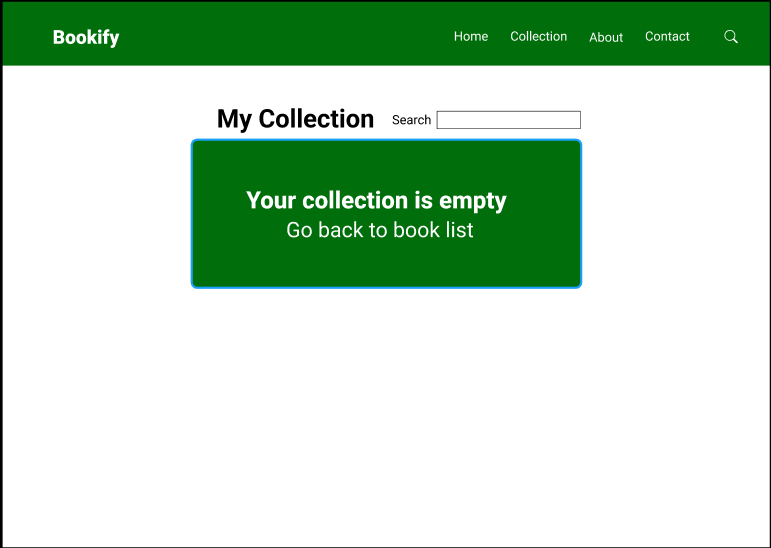 Bookify
Home Collection About Contact
My Collection Search
Your collection is empty
Go back to book list